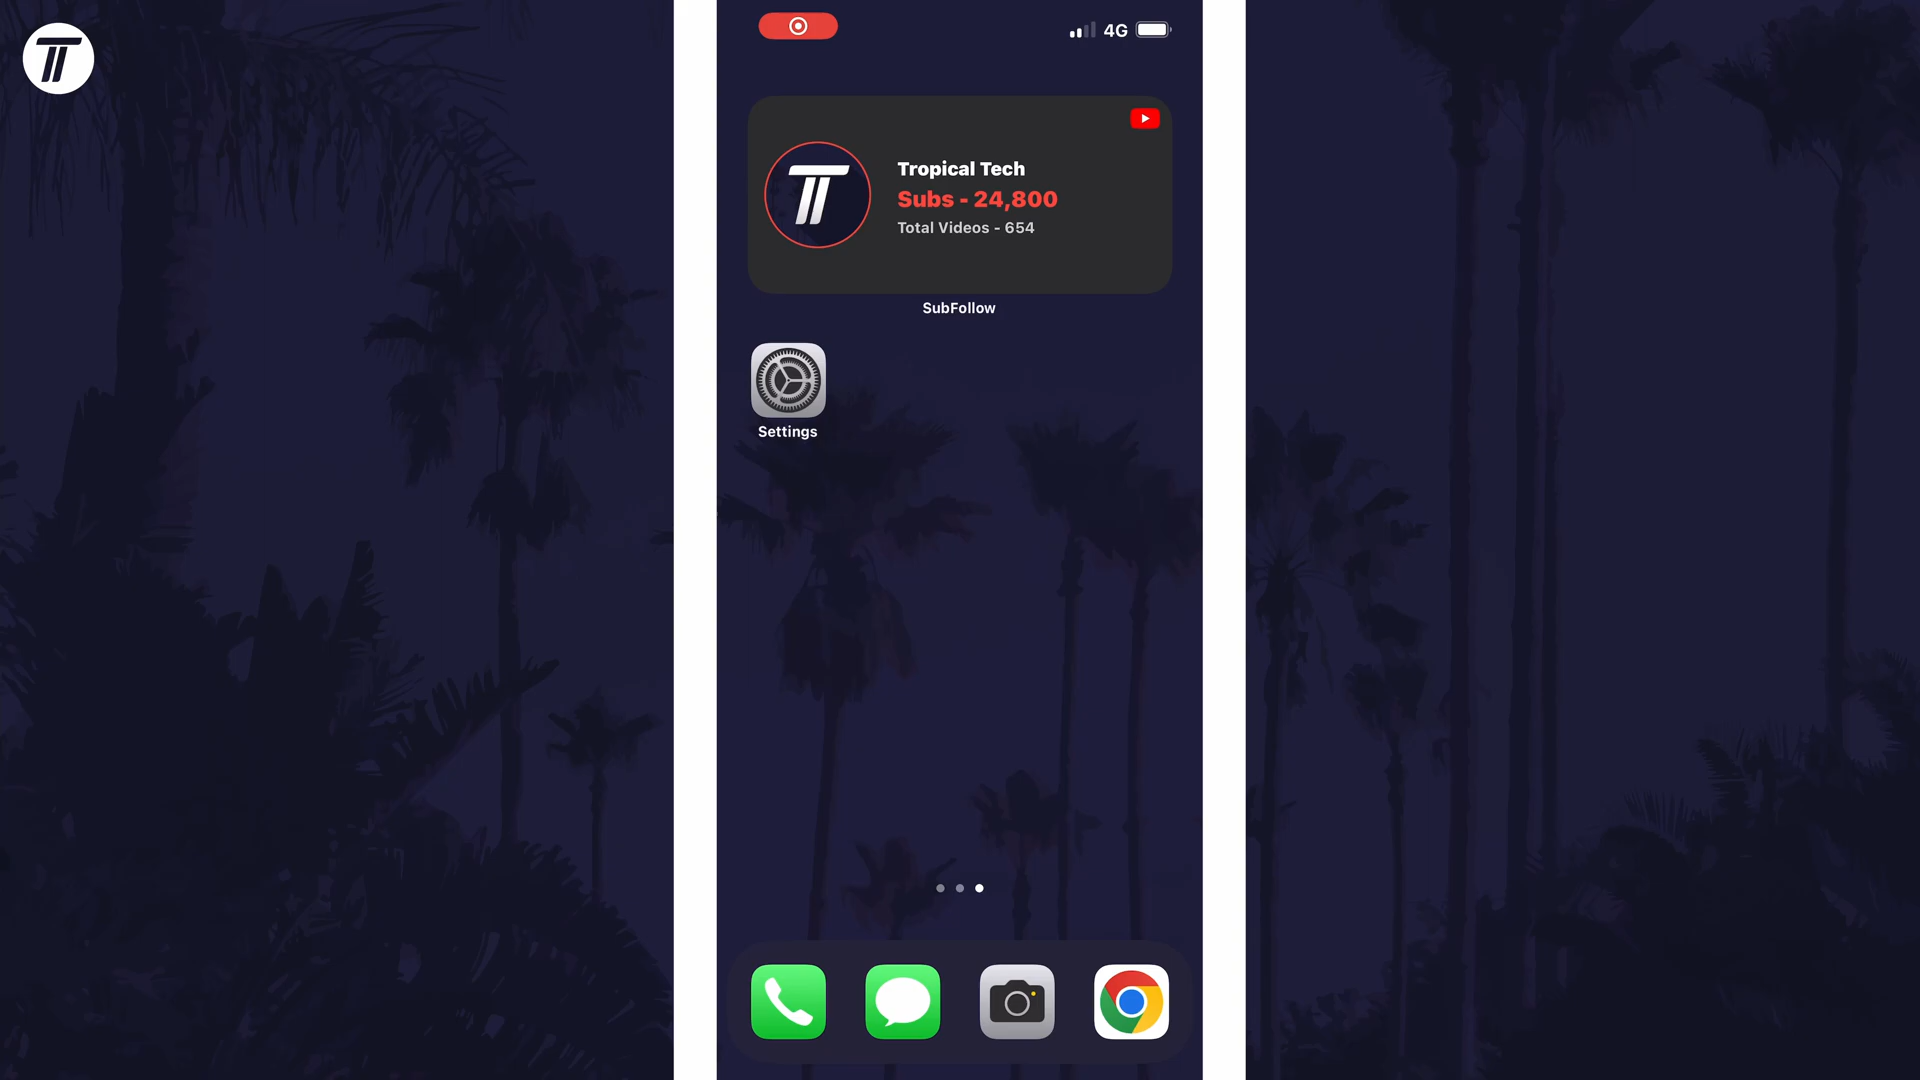 4G
Tropical Tech
Subs - 24,800
Total Videos - 654
SubFollow
Settings